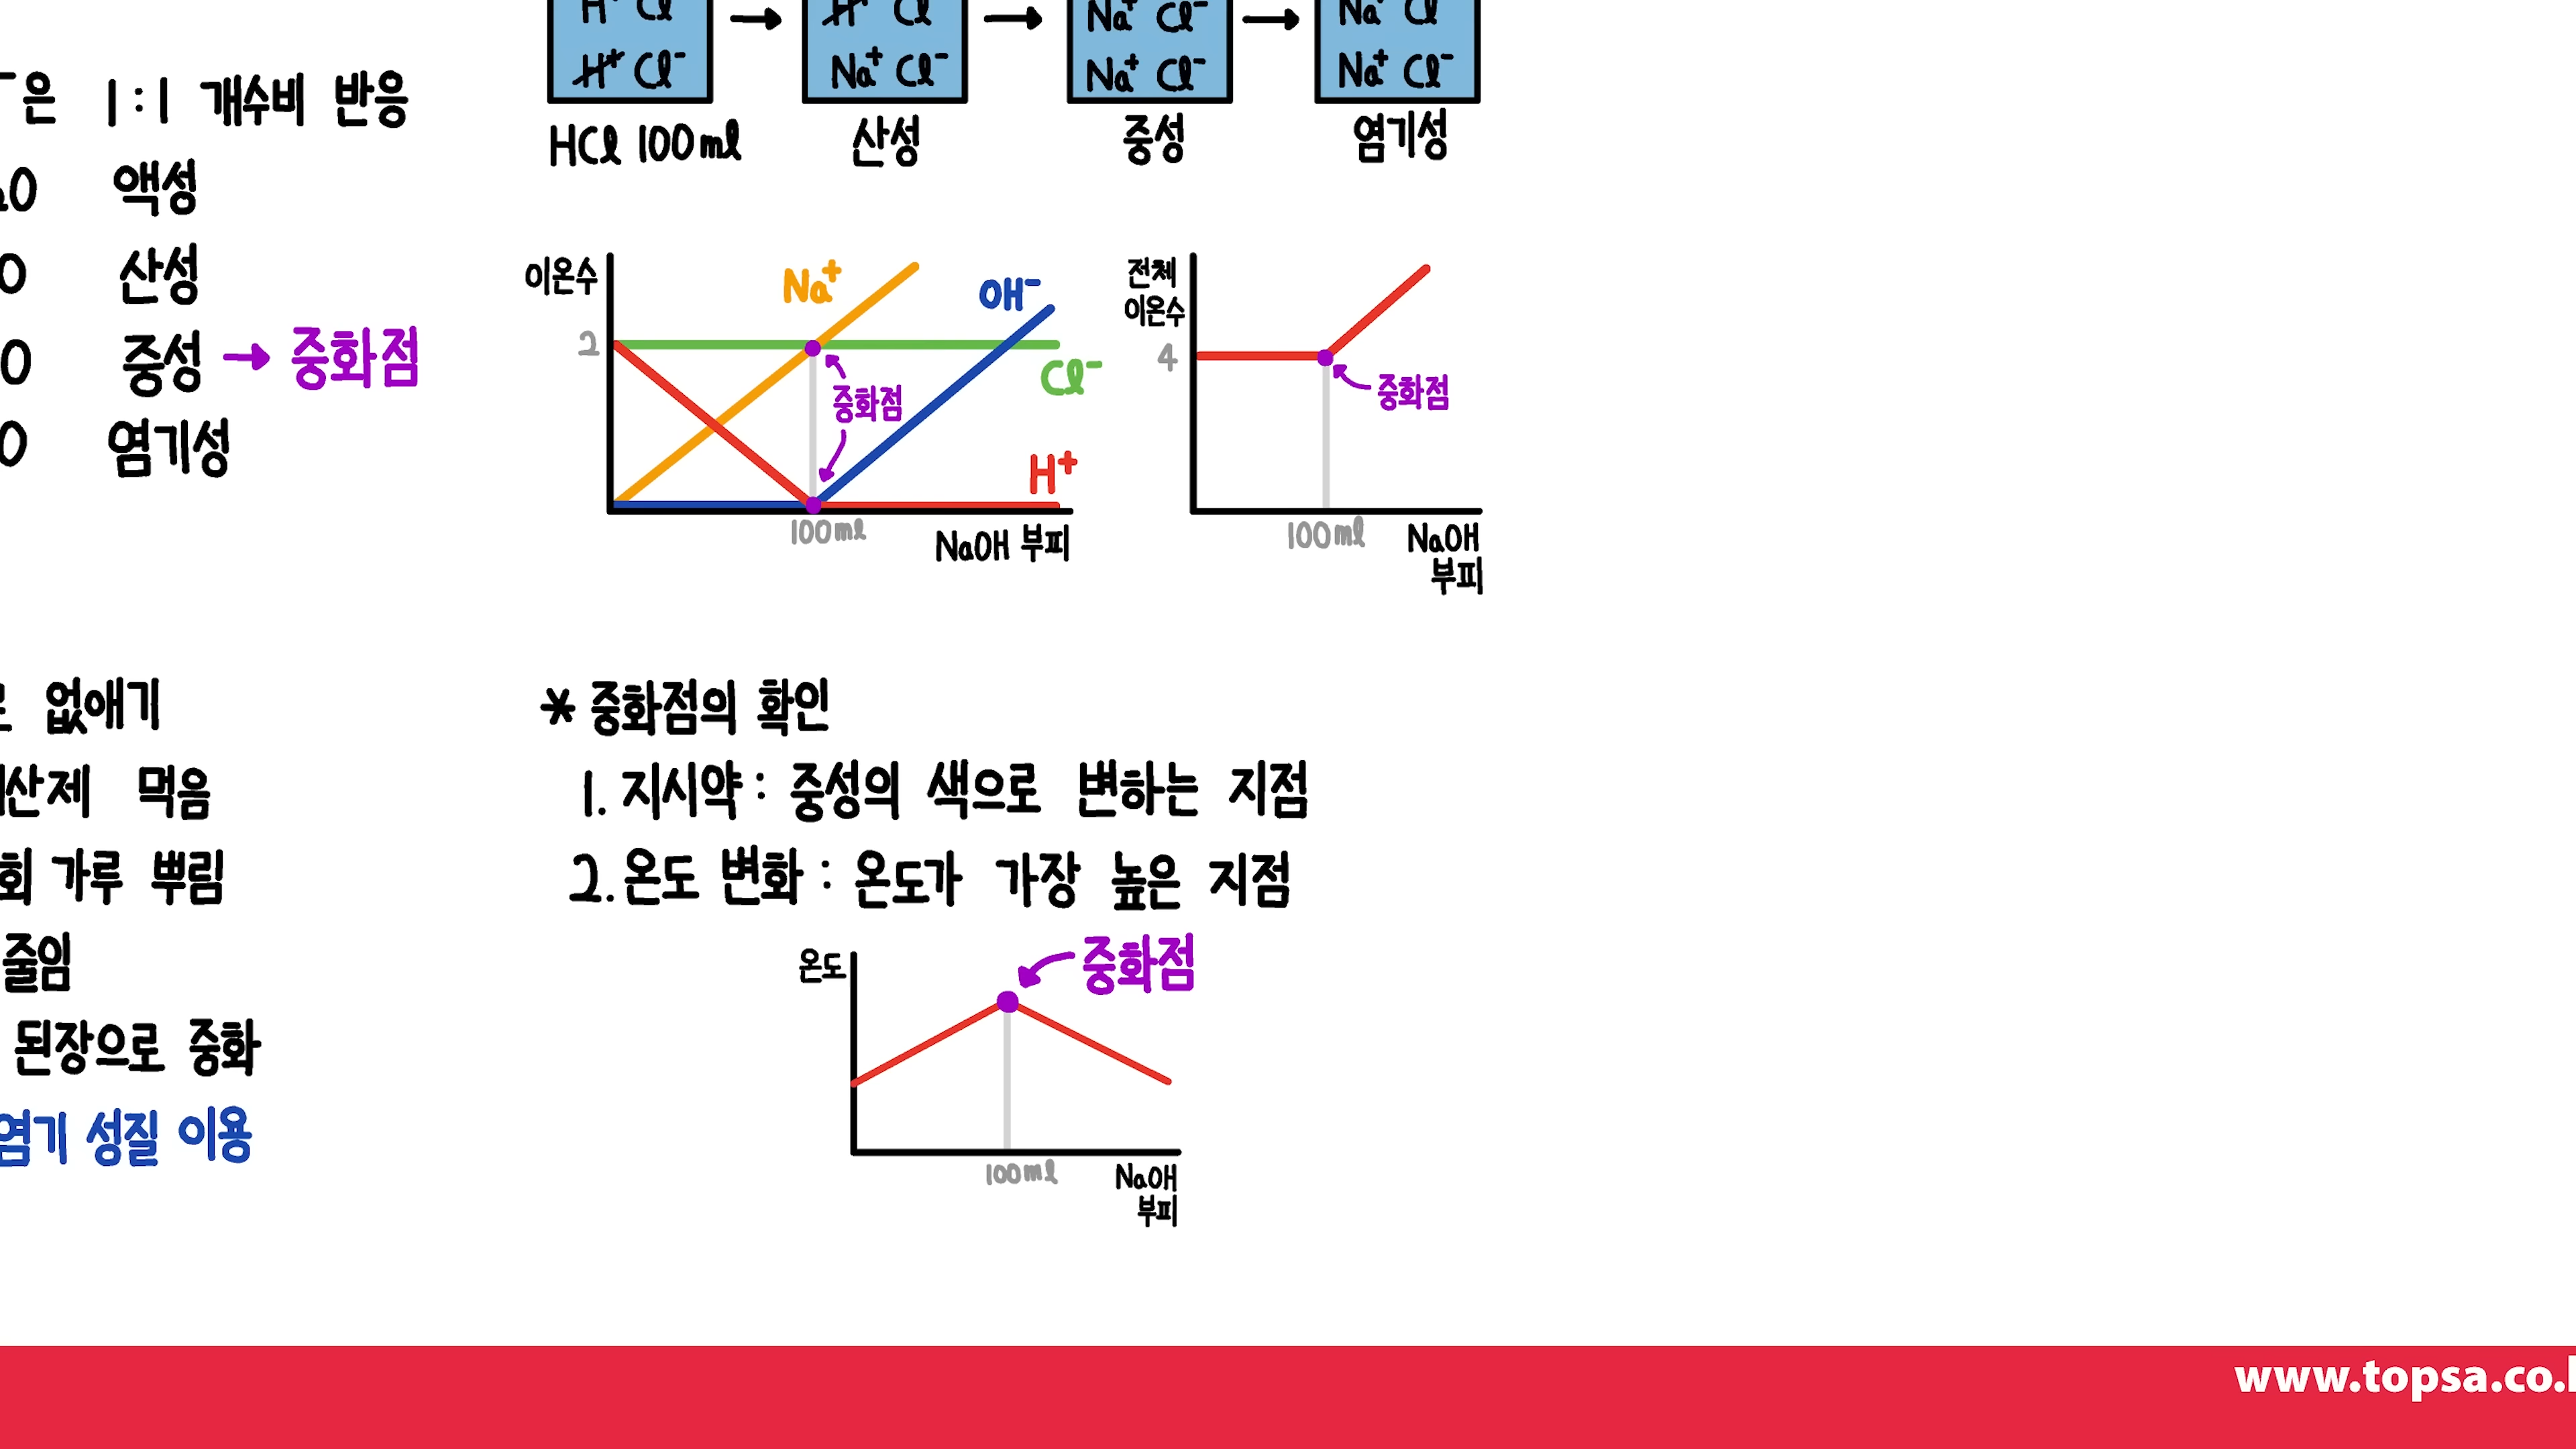 H⁺ Cl⁻ → H⁺ Cl⁻ → Na⁺ Cl⁻ → Na⁺ Cl⁻
H⁺ Cl⁻ Na⁺ Cl⁻ Na⁺ Cl⁻ Na⁺ Cl⁻
HCl 100ml 산성 중성 염기성
⁻은 1:1 개수비 반응
액성
산성
중성 → 중화점
염기성
이온수
2
Na⁺
OH⁻
Cl⁻
중화점
H⁺
100ml
NaOH 부피
전체
이온수
4
중화점
100ml
NaOH
부피
없애기
산제 먹음
회 가루 뿌림
줄임
된장으로 중화
염기 성질 이용
* 중화점의 확인
1. 지시약 : 중성의 색으로 변하는 지점
2. 온도 변화 : 온도가 가장 높은 지점
온도
중화점
100ml
NaOH
부피
www.topsa.co.